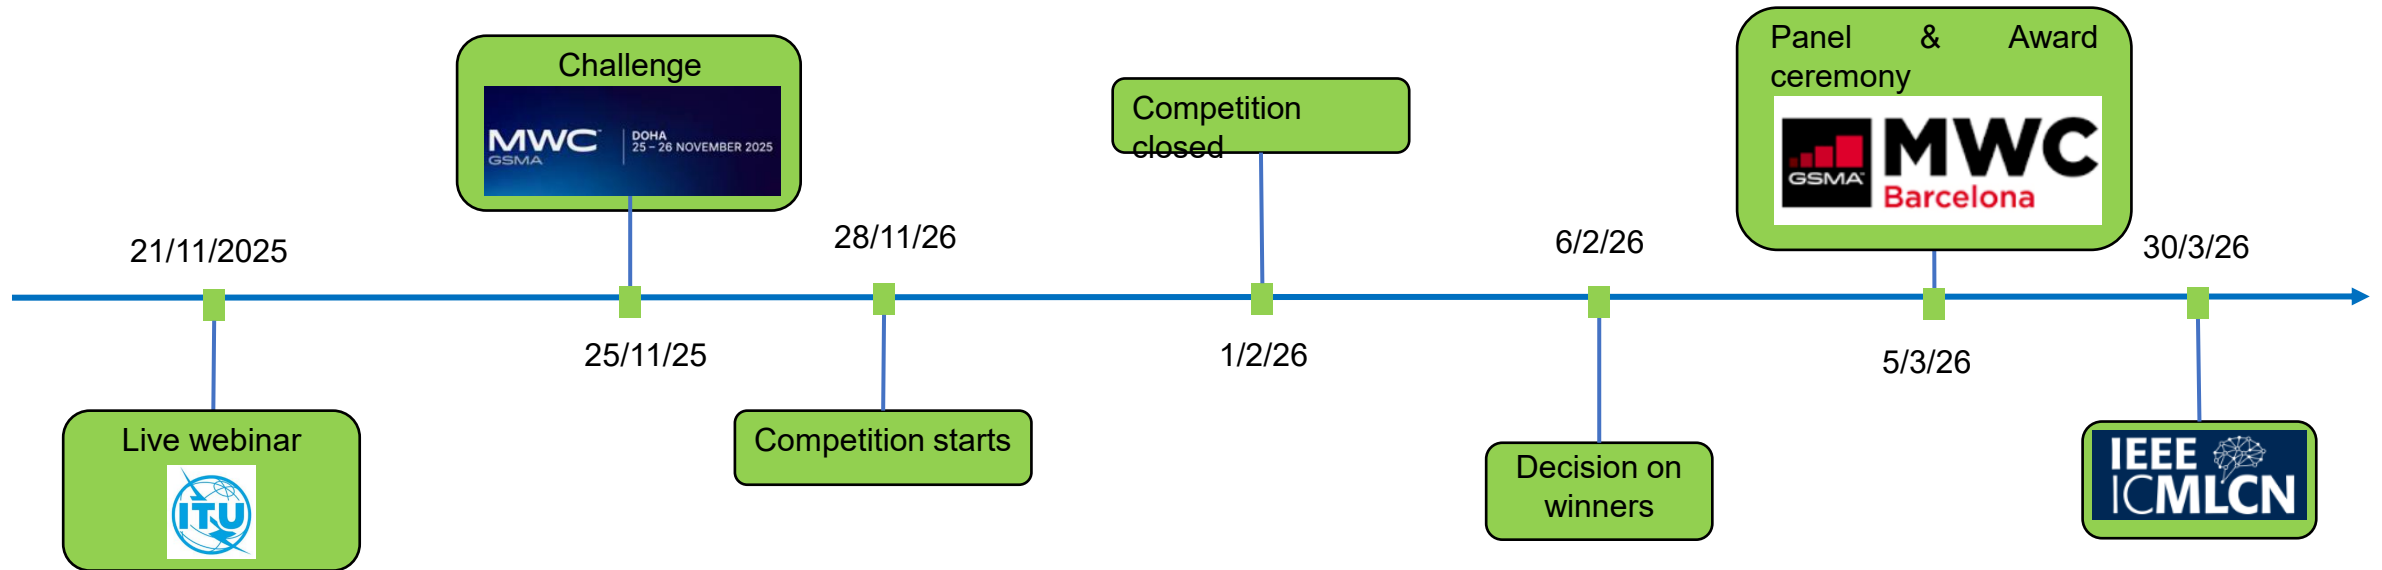 Challenge
MWC
GSMA
DOHA
25 – 26 NOVEMBER 2025
Competition
closed
Panel & Award
ceremony
GSMA™
MWC
Barcelona
21/11/2025
28/11/26
6/2/26
30/3/26
25/11/25
1/2/26
5/3/26
Live webinar
ITU
Competition starts
Decision on
winners
IEEE
ICMLCN